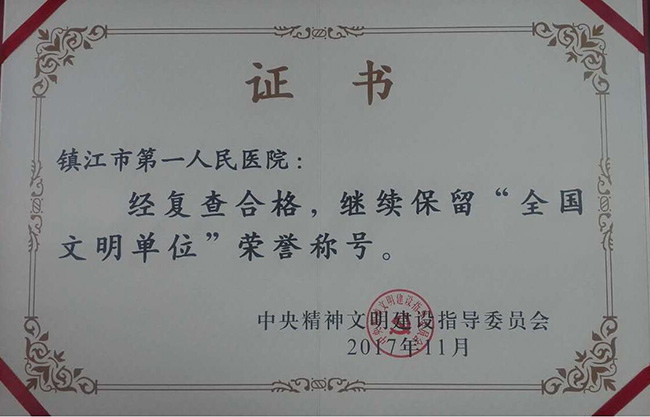 证书
镇江市第一人民医院：
经复查合格，继续保留“全国
文明单位”荣誉称号。
中央精神文明建设指导委员会
2017年11月